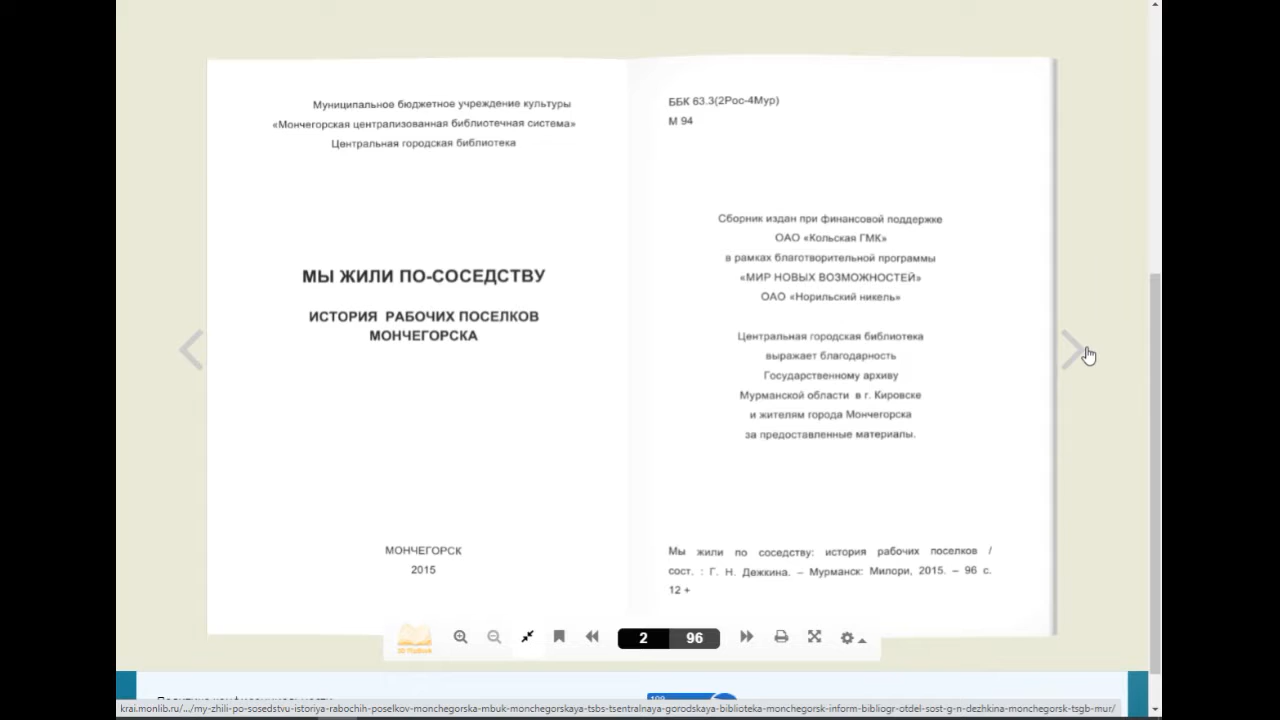 Муниципальное бюджетное учреждение культуры
«Мончегорская централизованная библиотечная система»
Центральная городская библиотека
МЫ ЖИЛИ ПО-СОСЕДСТВУ
ИСТОРИЯ РАБОЧИХ ПОСЕЛКОВ
МОНЧЕГОРСКА
МОНЧЕГОРСК
2015
ББК 63.3(2Рос-4Мур)
М 94
Сборник издан при финансовой поддержке
ОАО «Кольская ГМК»
в рамках благотворительной программы
«МИР НОВЫХ ВОЗМОЖНОСТЕЙ»
ОАО «Норильский никель»
Центральная городская библиотека
выражает благодарность
Государственному архиву
Мурманской области в г. Кировске
и жителям города Мончегорска
за предоставленные материалы.
Мы жили по соседству: история рабочих поселков /
сост. : Г. Н. Дежкина. – Мурманск: Милори, 2015. – 96 с.
12 +
3D FlipBook
2 96
krai.monlib.ru/.../my-zhili-po-sosedstvu-istoriya-rabochih-poselkov-monchegorska-mbuk-monchegorskaya-tsbs-tsentralnaya-gorodskaya-biblioteka-monchegorsk-inform-bibliogr-otdel-sost-g-n-dezhkina-monchegorsk-tsgb-mur/